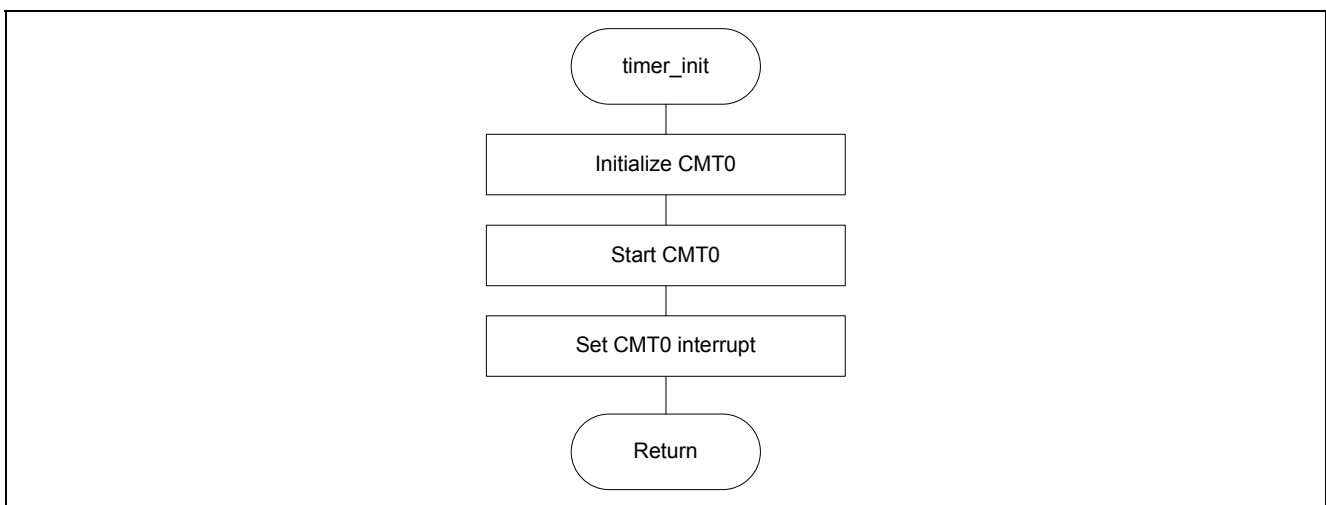 timer_init
Initialize CMT0
Start CMT0
Set CMT0 interrupt
Return